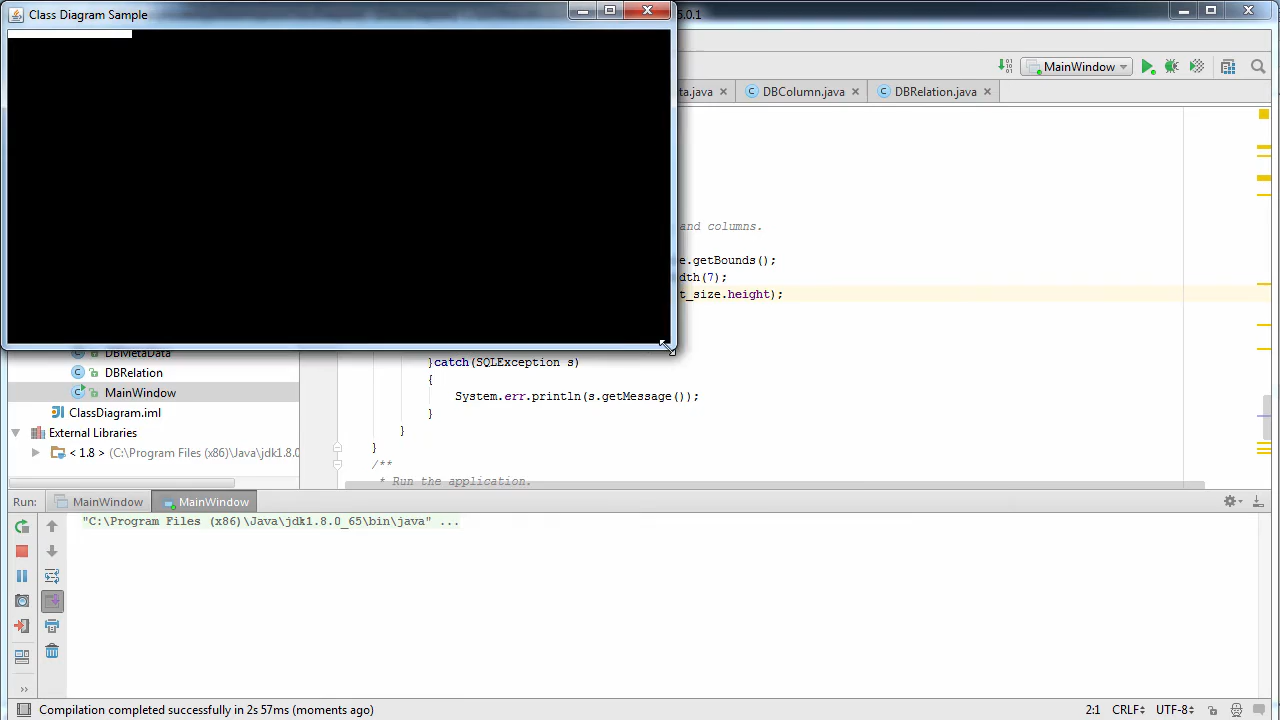 Class Diagram Sample
5.0.1
MainWindow
ta.java
DBColumn.java
DBRelation.java
and columns.
e.getBounds();
dth(7);
t_size.height);
}catch(SQLException s)
{
System.err.println(s.getMessage());
}
}
}
/**
* Run the application.
DBMetaData
DBRelation
MainWindow
ClassDiagram.iml
External Libraries
< 1.8 > (C:\Program Files (x86)\Java\jdk1.8.0
Run: MainWindow MainWindow
"C:\Program Files (x86)\Java\jdk1.8.0_65\bin\java" ...
Compilation completed successfully in 2s 57ms (moments ago)
2:1 CRLF UTF-8